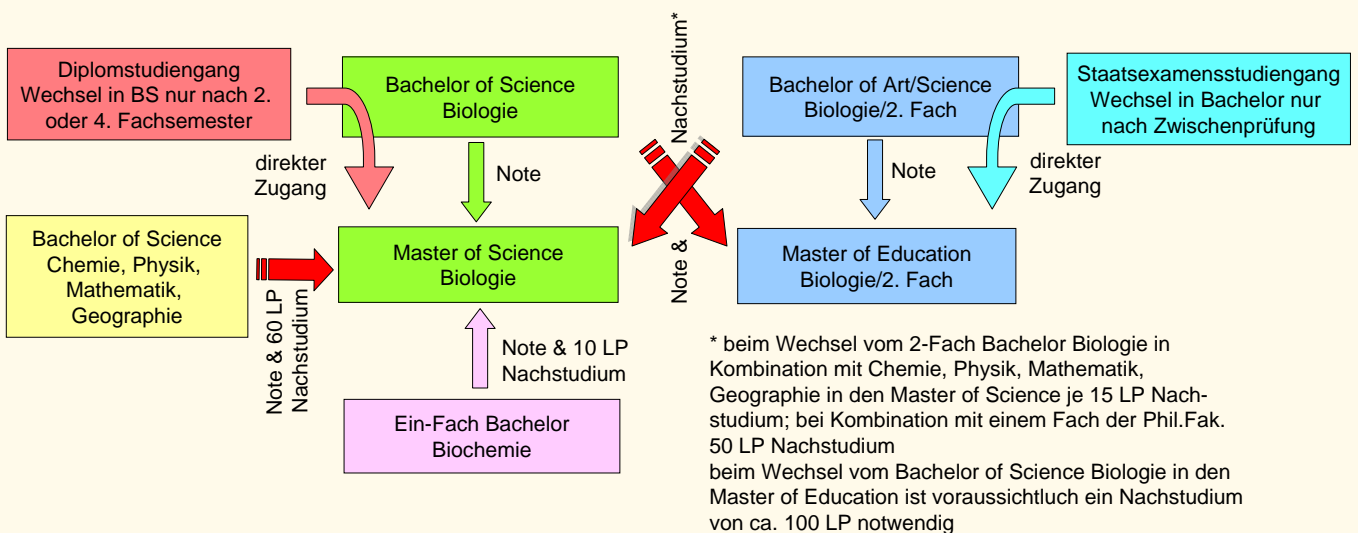 Diplomstudiengang
Wechsel in BS nur nach 2.
oder 4. Fachsemester
Bachelor of Science
Biologie
Nachstudium*
Bachelor of Art/Science
Biologie/2. Fach
Staatsexamensstudiengang
Wechsel in Bachelor nur
nach Zwischenprüfung
direkter
Zugang
Note
Note
direkter
Zugang
Bachelor of Science
Chemie, Physik,
Mathematik,
Geographie
Note & 60 LP
Nachstudium
Master of Science
Biologie
Note &
Master of Education
Biologie/2. Fach
Note & 10 LP
Nachstudium
Ein-Fach Bachelor
Biochemie
* beim Wechsel vom 2-Fach Bachelor Biologie in
Kombination mit Chemie, Physik, Mathematik,
Geographie in den Master of Science je 15 LP Nach-
studium; bei Kombination mit einem Fach der Phil.Fak.
50 LP Nachstudium
beim Wechsel vom Bachelor of Science Biologie in den
Master of Education ist voraussichtluch ein Nachstudium
von ca. 100 LP notwendig